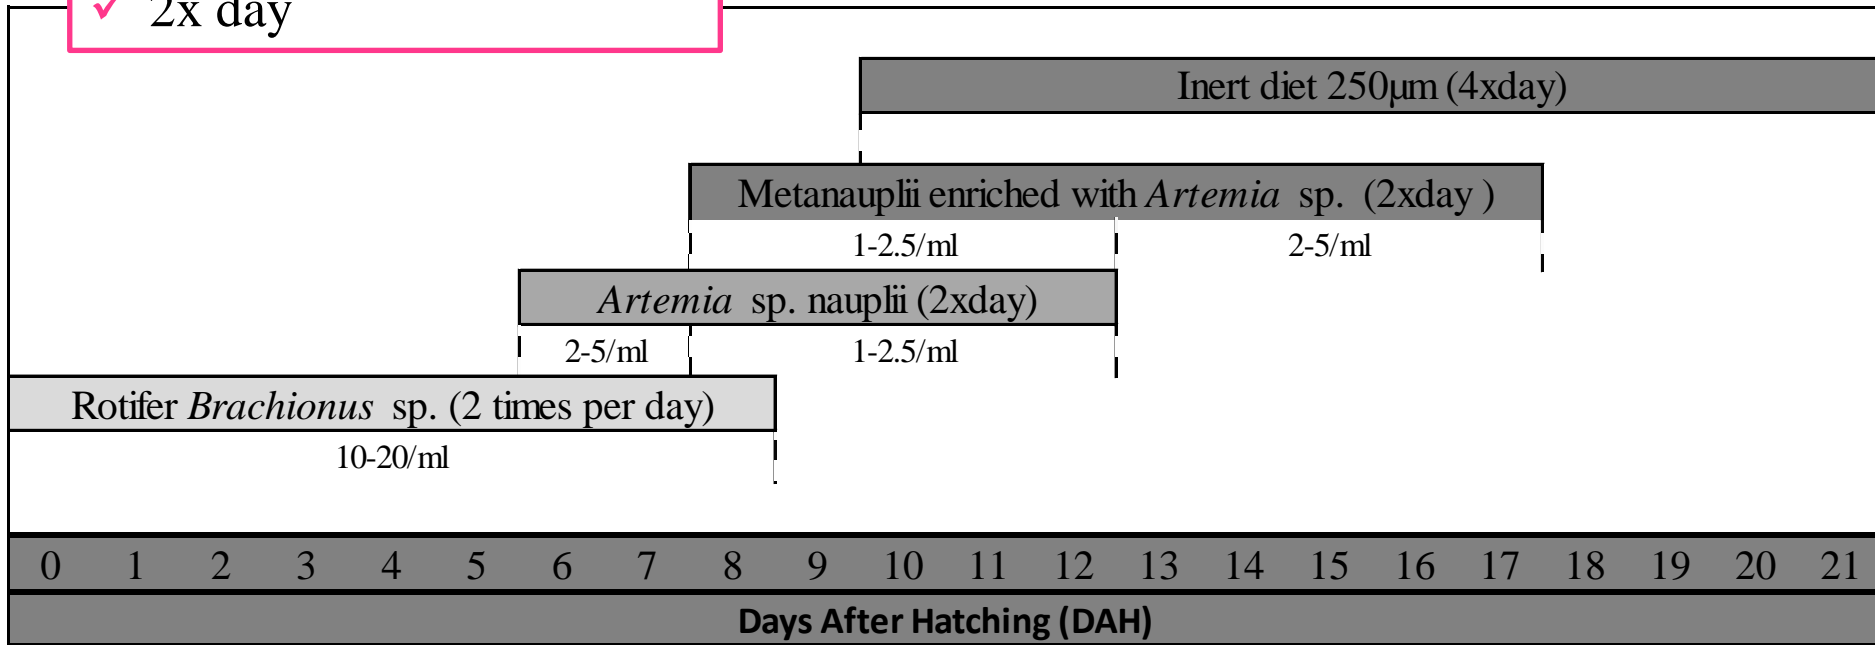 ✓ 2x day
Inert diet 250µm (4xday)
Metanauplii enriched with Artemia sp. (2xday )
1-2.5/ml 2-5/ml
Artemia sp. nauplii (2xday)
2-5/ml 1-2.5/ml
Rotifer Brachionus sp. (2 times per day)
10-20/ml
0 1 2 3 4 5 6 7 8 9 10 11 12 13 14 15 16 17 18 19 20 21
Days After Hatching (DAH)